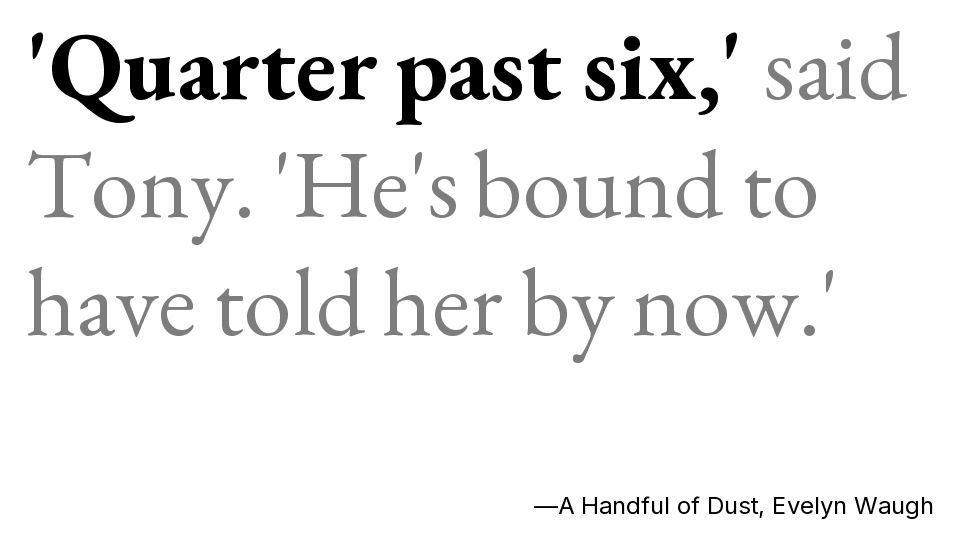 'Quarter past six,' said
Tony. 'He's bound to
have told her by now.'
—A Handful of Dust, Evelyn Waugh